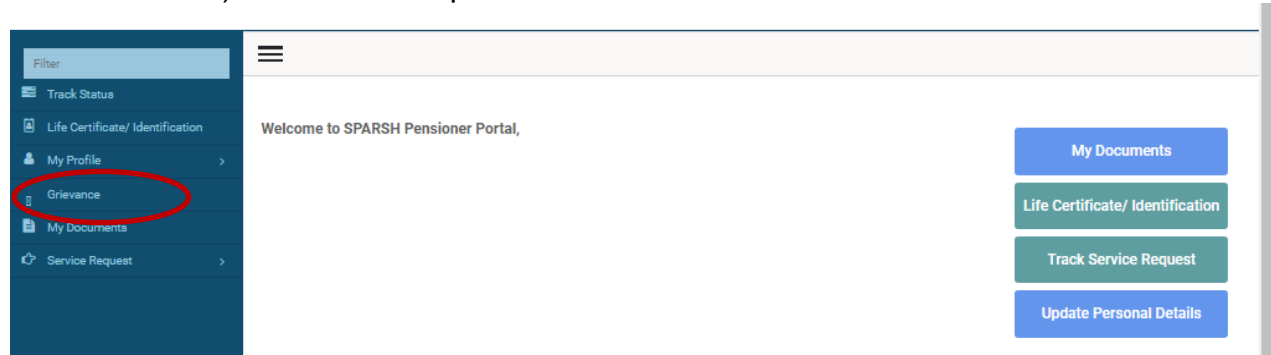 Filter
Track Status
Life Certificate/ Identification
My Profile
Grievance
My Documents
Service Request
Welcome to SPARSH Pensioner Portal,
My Documents
Life Certificate/ Identification
Track Service Request
Update Personal Details